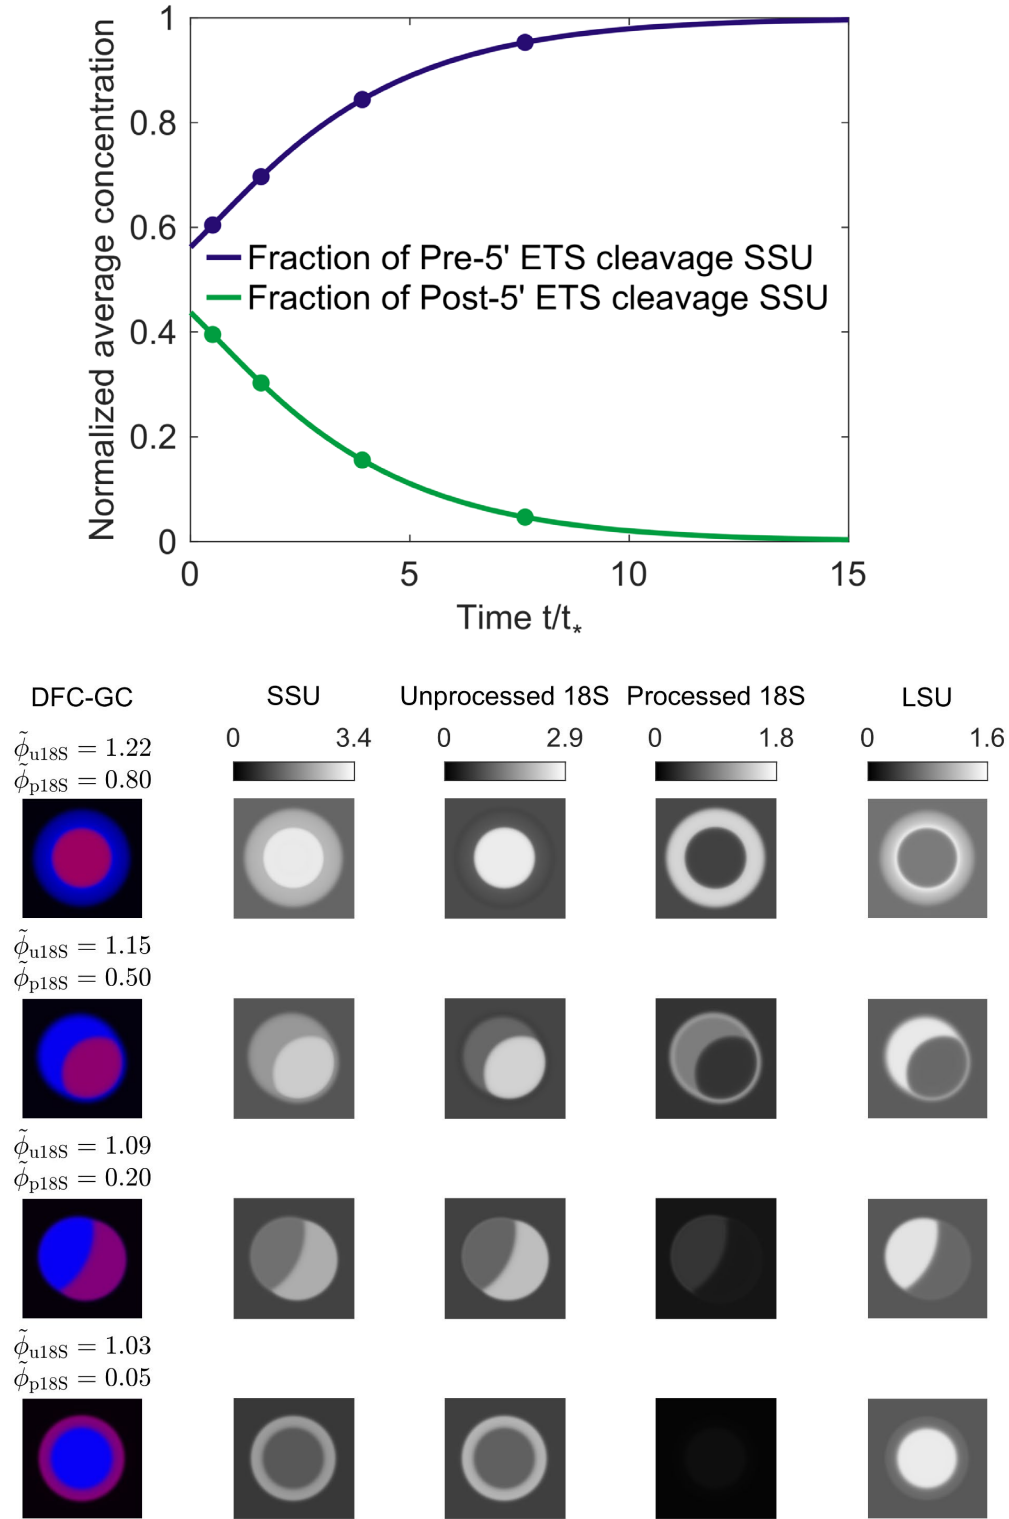 1
0.8
0.6
0.4
0.2
0
Normalized average concentration
Fraction of Pre-5' ETS cleavage SSU
Fraction of Post-5' ETS cleavage SSU
0 5 10 15
Time t/t*
DFC-GC SSU Unprocessed 18S Processed 18S LSU
0 3.4 0 2.9 0 1.8 0 1.6
ϕ̃u18S = 1.22
ϕ̃p18S = 0.80
ϕ̃u18S = 1.15
ϕ̃p18S = 0.50
ϕ̃u18S = 1.09
ϕ̃p18S = 0.20
ϕ̃u18S = 1.03
ϕ̃p18S = 0.05